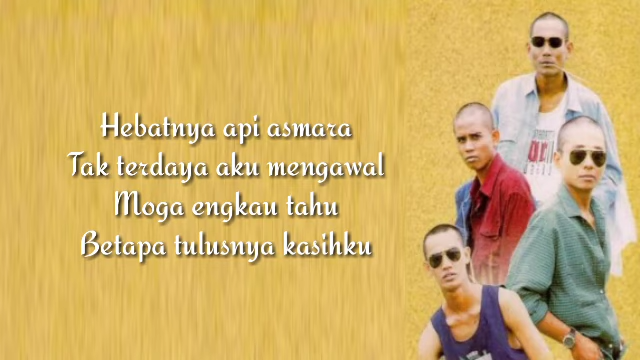 Hebatnya api asmara
Tak terdaya aku mengawal
Moga engkau tahu
Betapa tulusnya kasihku